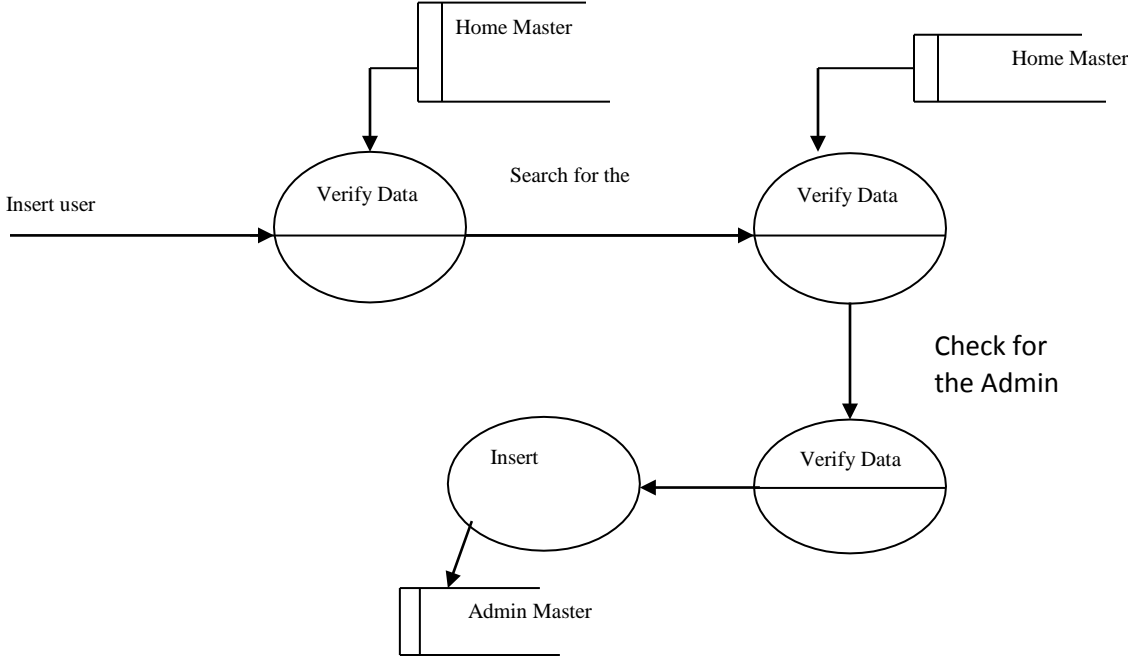 Home Master
Home Master
Insert user
Verify Data
Search for the
Verify Data
Check for
the Admin
Insert
Verify Data
Admin Master